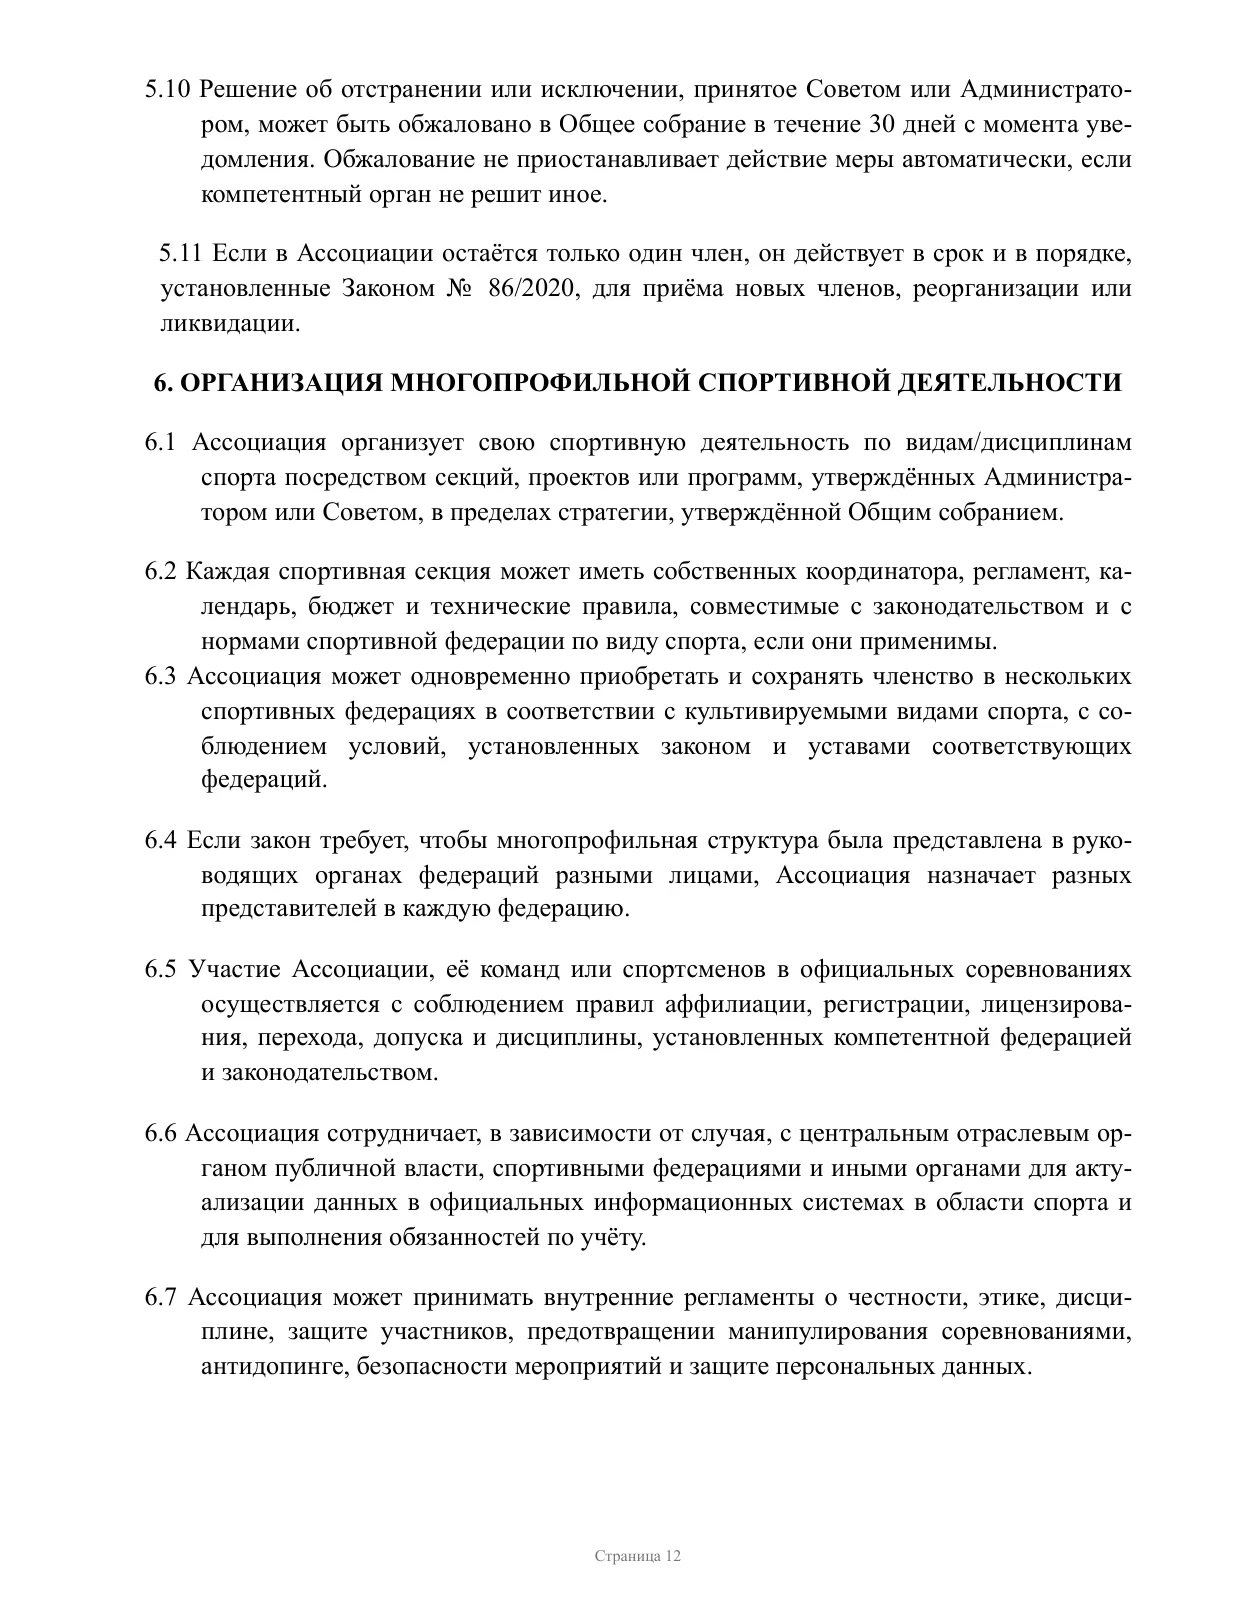 5.10 Решение об отстранении или исключении, принятое Советом или Администрато-
ром, может быть обжаловано в Общее собрание в течение 30 дней с момента уве-
домления. Обжалование не приостанавливает действие меры автоматически, если
компетентный орган не решит иное.
5.11 Если в Ассоциации остаётся только один член, он действует в срок и в порядке,
установленные Законом № 86/2020, для приёма новых членов, реорганизации или
ликвидации.
6. ОРГАНИЗАЦИЯ МНОГОПРОФИЛЬНОЙ СПОРТИВНОЙ ДЕЯТЕЛЬНОСТИ
6.1 Ассоциация организует свою спортивную деятельность по видам/дисциплинам
спорта посредством секций, проектов или программ, утверждённых Администра-
тором или Советом, в пределах стратегии, утверждённой Общим собранием.
6.2 Каждая спортивная секция может иметь собственных координатора, регламент, ка-
лендарь, бюджет и технические правила, совместимые с законодательством и с
нормами спортивной федерации по виду спорта, если они применимы.
6.3 Ассоциация может одновременно приобретать и сохранять членство в нескольких
спортивных федерациях в соответствии с культивируемыми видами спорта, с со-
блюдением условий, установленных законом и уставами соответствующих
федераций.
6.4 Если закон требует, чтобы многопрофильная структура была представлена в руко-
водящих органах федераций разными лицами, Ассоциация назначает разных
представителей в каждую федерацию.
6.5 Участие Ассоциации, её команд или спортсменов в официальных соревнованиях
осуществляется с соблюдением правил аффилиации, регистрации, лицензирова-
ния, перехода, допуска и дисциплины, установленных компетентной федерацией
и законодательством.
6.6 Ассоциация сотрудничает, в зависимости от случая, с центральным отраслевым ор-
ганом публичной власти, спортивными федерациями и иными органами для акту-
ализации данных в официальных информационных системах в области спорта и
для выполнения обязанностей по учёту.
6.7 Ассоциация может принимать внутренние регламенты о честности, этике, дисци-
плине, защите участников, предотвращении манипулирования соревнованиями,
антидопинге, безопасности мероприятий и защите персональных данных.
Страница 12